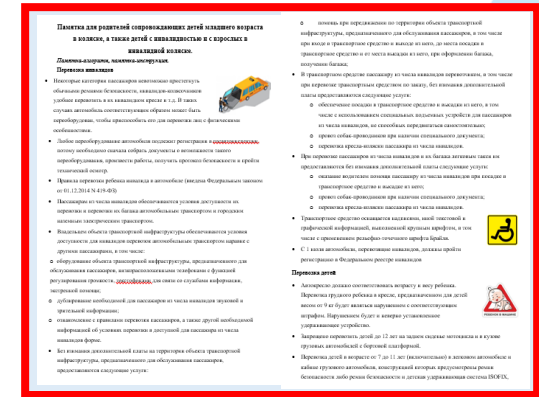 Памятка для родителей сопровождающих детей младшего возраста
в коляске, а также детей с инвалидностью и с взрослых в
инвалидной коляске.
Памятка-алгоритм, памятка-инструкция.
Перевозка инвалидов
Некоторые категории пассажиров невозможно пристегнуть
обычными ремнями безопасности, инвалидов-колясочников
удобнее перевозить в их инвалидном кресле и т.д. В таких
случаях автомобиль соответствующим образом может быть
переоборудован, чтобы приспособить его для перевозки лиц с физическими
особенностями.
Любое переоборудование автомобиля подлежит регистрации в
потому необходимо сначала собрать документы о возможности такого
переоборудования, произвести работы, получить протокол безопасности и пройти
технический осмотр.
Правила перевозки ребенка инвалида в автомобиле (введена Федеральным законом
от 01.12.2014 N 419-ФЗ)
Пассажирам из числа инвалидов обеспечиваются условия доступности их
перевозки и перевозки их багажа автомобильным транспортом и городским
наземным электрическим транспортом.
Владельцем объекта транспортной инфраструктуры обеспечиваются условия
доступности для инвалидов перевозок автомобильным транспортом наравне с
другими пассажирами, в том числе:
o оборудование объекта транспортной инфраструктуры, предназначенного для
обслуживания пассажиров, телефонами с функцией
регулирования громкости, для связи со службами информации,
экстренной помощи;
o дублирование необходимой для пассажиров из числа инвалидов звуковой и
зрительной информации;
o ознакомление с правилами перевозки пассажиров, а также другой необходимой
информацией об условиях перевозки в доступной для пассажиров из числа
инвалидов форме.
Без взимания дополнительной платы на территории объекта транспортной
инфраструктуры, предназначенного для обслуживания пассажиров,
предоставляются следующие услуги:
o помощь при передвижении по территории объекта транспортной
инфраструктуры, предназначенного для обслуживания пассажиров, в том числе
при входе в транспортное средство и выходе из него, до места посадки в
транспортное средство и от места высадки из него, при оформлении багажа,
получении багажа;
В транспортном средстве пассажиру из числа инвалидов перевозчиком, в том числе
при перевозке транспортным средством по заказу, без взимания дополнительной
платы предоставляются следующие услуги:
o обеспечение посадки в транспортное средство и высадки из него, в том
числе с использованием специальных подъемных устройств для пассажиров
из числа инвалидов, не способных передвигаться самостоятельно;
o провоз собак-проводников при наличии специального документа;
o перевозка кресла-коляски пассажира из числа инвалидов.
При перевозке пассажиров из числа инвалидов и их багажа легковым такси им
предоставляются без взимания дополнительной платы следующие услуги:
o оказание водителем помощи пассажиру из числа инвалидов при посадке в
транспортное средство и высадке из него;
o провоз собак-проводников при наличии специального документа;
o перевозка кресла-коляски пассажира из числа инвалидов.
Транспортное средство оснащается надписями, иной текстовой и
графической информацией, выполненной крупным шрифтом, в том
числе с применением рельефно-точечного шрифта Брайля.
С 1 июля автомобили, перевозящие инвалидов, должны пройти
регистрацию в Федеральном реестре инвалидов
Перевозка детей
Автокресло должно соответствовать возрасту и весу ребенка.
Перевозка грудного ребенка в кресле, предназначенном для детей
весом от 9 кг будет являться нарушением с соответствующим
штрафом. Нарушением будет и неверно установленное
удерживающее устройство.
РЕБЕНОК В МАШИНЕ
Запрещено перевозить детей до 12 лет на заднем сиденье мотоцикла и в кузове
грузовых автомобилей с бортовой платформой.
Перевозка детей в возрасте от 7 до 11 лет (включительно) в легковом автомобиле и
кабине грузового автомобиля, конструкцией которых предусмотрены ремни
безопасности либо ремни безопасности и детская удерживающая система ISOFIX,